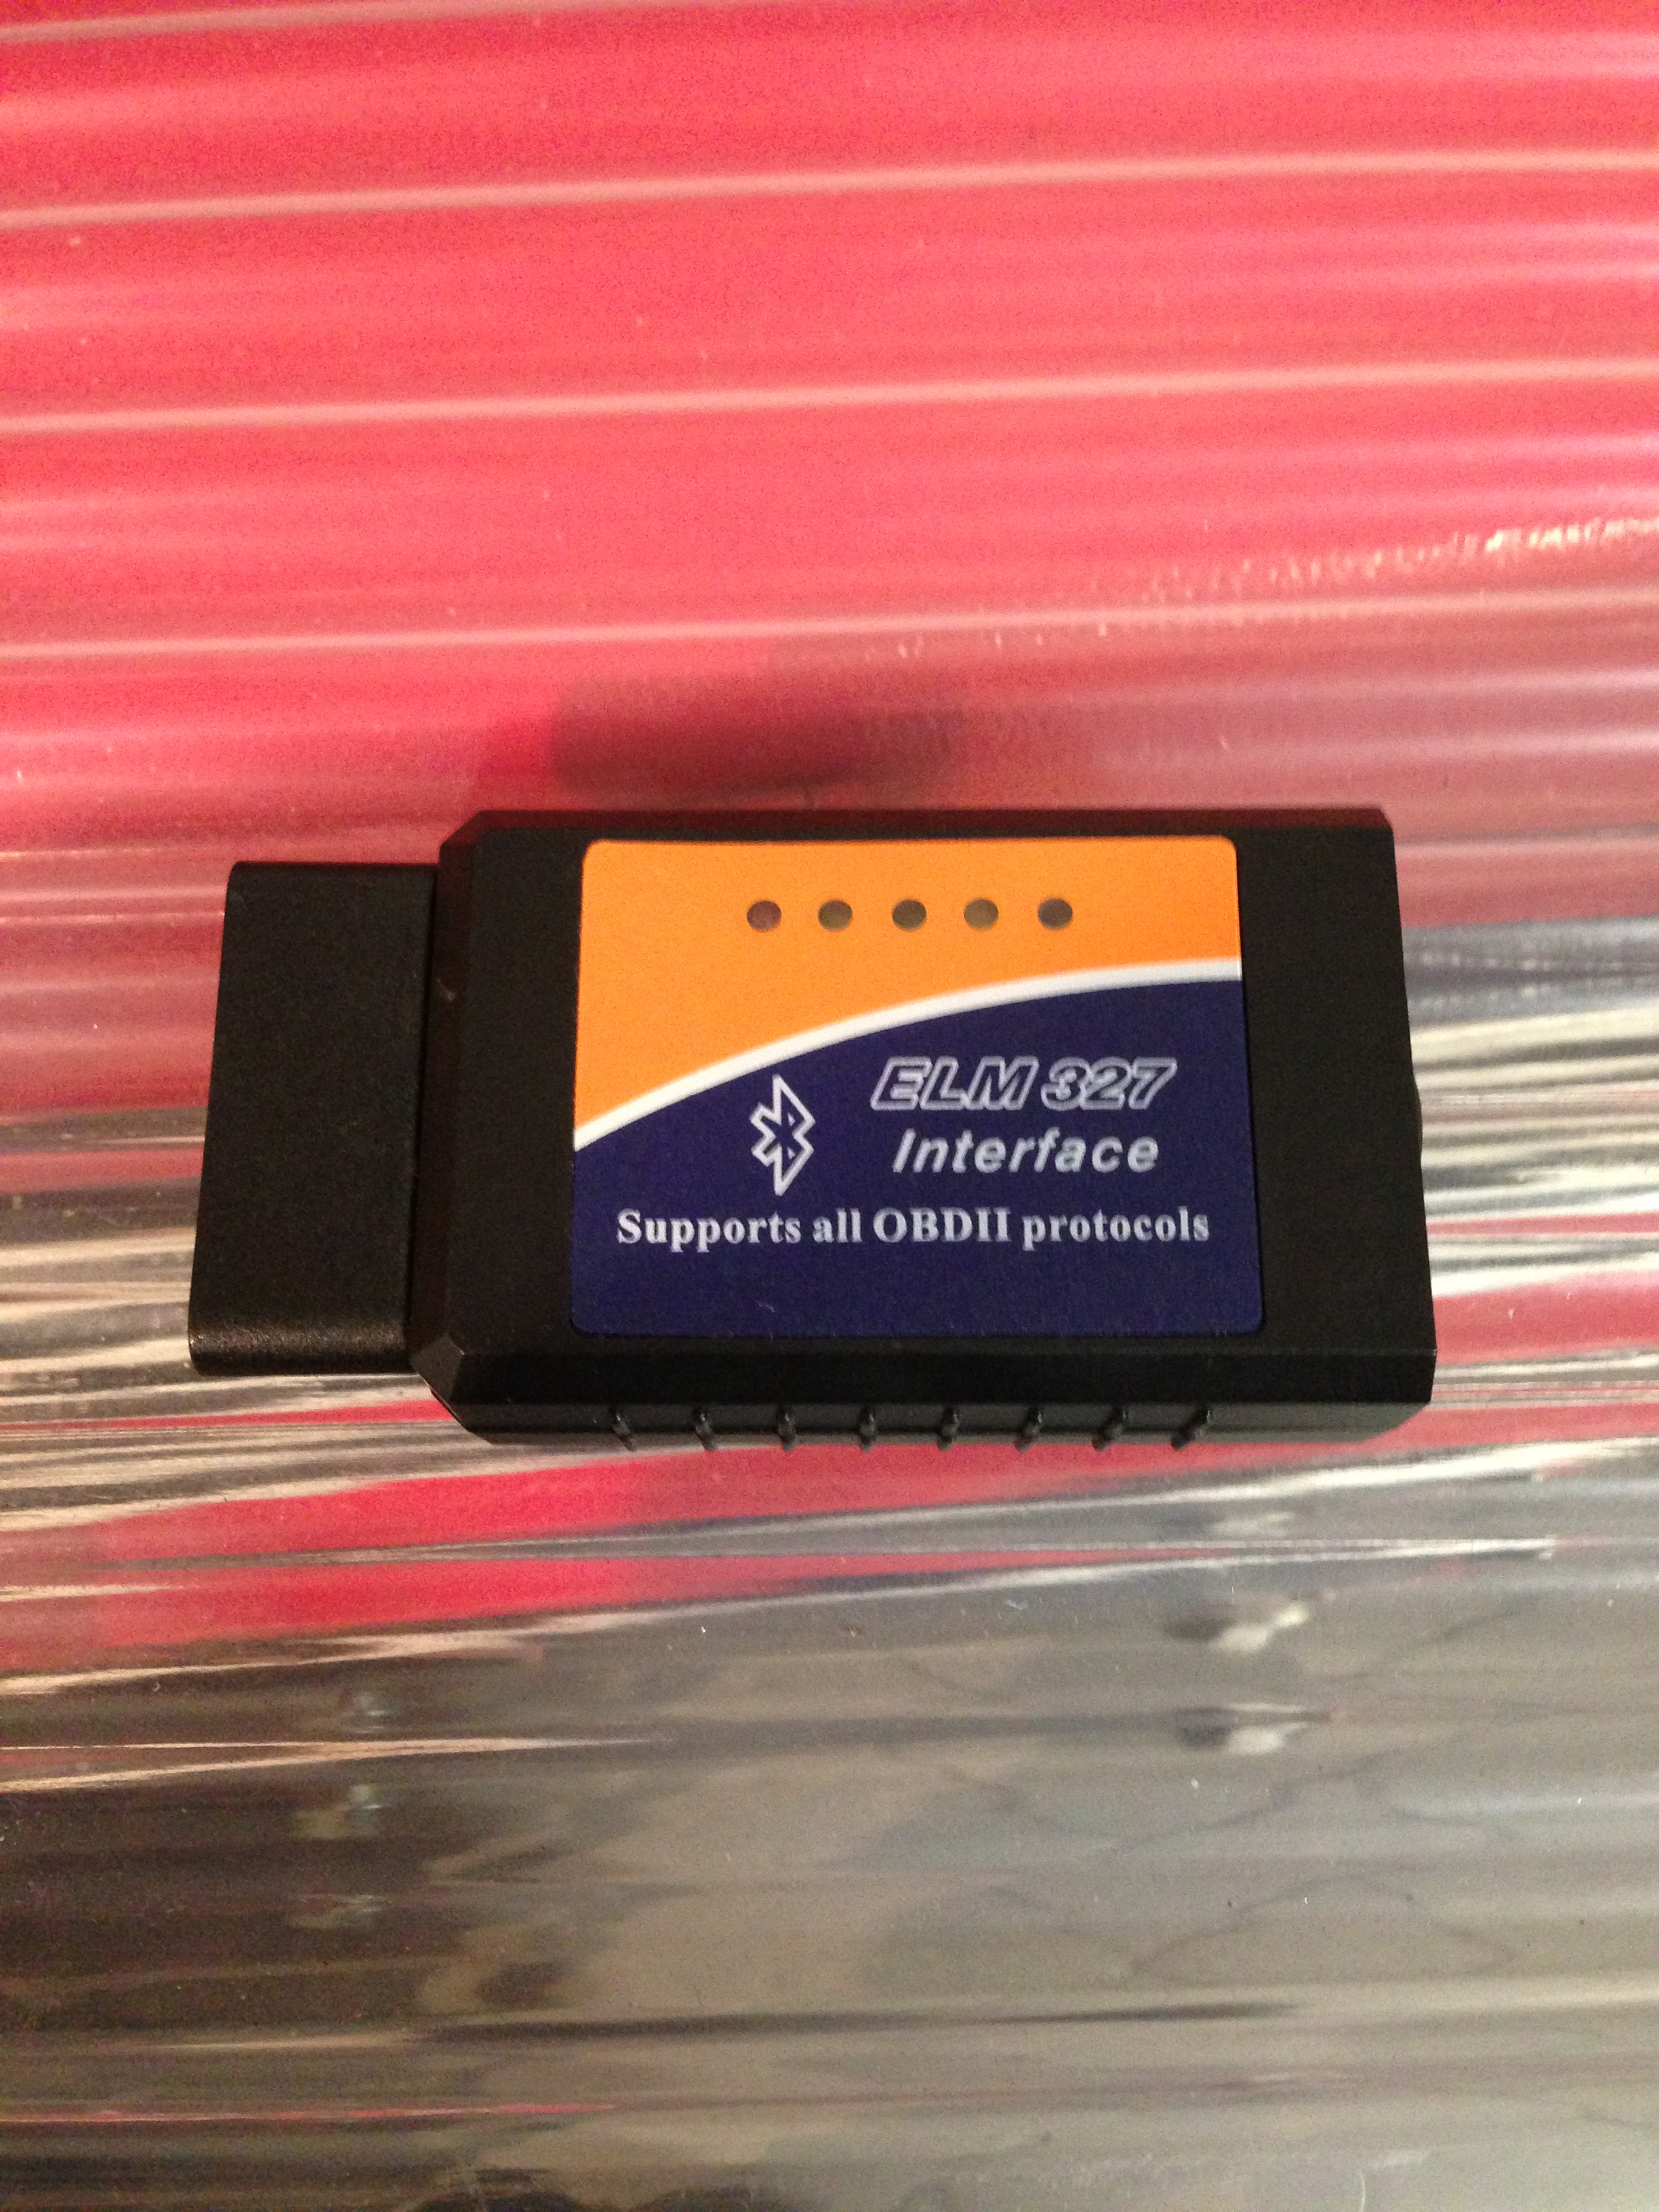 ELM 327
Interface
Supports all OBDII protocols